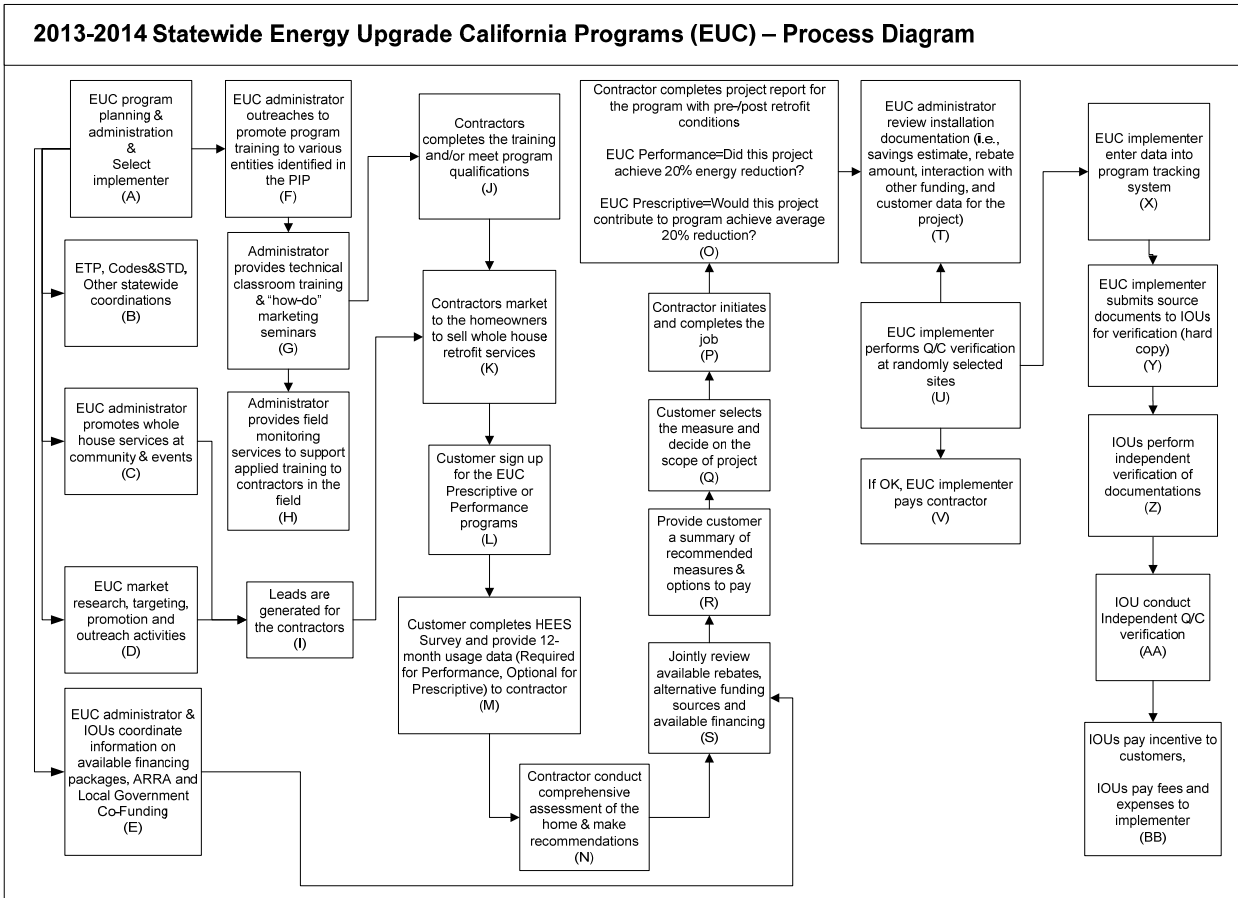 2013-2014 Statewide Energy Upgrade California Programs (EUC) – Process Diagram
EUC program
planning &
administration
&
Select
implementer
(A)
ETP, Codes&STD,
Other statewide
coordinations
(B)
EUC administrator
promotes whole
house services at
community & events
(C)
EUC market
research, targeting,
promotion and
outreach activities
(D)
EUC administrator &
IOUs coordinate
information on
available financing
packages, ARRA and
Local Government
Co-Funding
(E)
EUC administrator
outreaches to
promote program
training to various
entities identified in
the PIP
(F)
Administrator
provides technical
classroom training
& “how-do”
marketing
seminars
(G)
Administrator
provides field
monitoring
services to support
applied training to
contractors in the
field
(H)
Leads are
generated for
the contractors
(I)
Contractors
completes the training
and/or meet program
qualifications
(J)
Contractors market
to the homeowners
to sell whole house
retrofit services
(K)
Customer sign up
for the EUC
Prescriptive or
Performance
programs
(L)
Customer completes HEES
Survey and provide 12-
month usage data (Required
for Performance, Optional for
Prescriptive) to contractor
(M)
Contractor conduct
comprehensive
assessment of the
home & make
recommendations
(N)
Contractor completes project report for
the program with pre-/post retrofit
conditions
EUC Performance=Did this project
achieve 20% energy reduction?
EUC Prescriptive=Would this project
contribute to program achieve average
20% reduction?
(O)
Contractor initiates
and completes the
job
(P)
Customer selects
the measure and
decide on the
scope of project
(Q)
Provide customer
a summary of
recommended
measures &
options to pay
(R)
Jointly review
available rebates,
alternative funding
sources and
available financing
(S)
EUC administrator
review installation
documentation (i.e.,
savings estimate, rebate
amount, interaction with
other funding, and
customer data for the
project)
(T)
EUC implementer
performs Q/C verification
at randomly selected
sites
(U)
If OK, EUC implementer
pays contractor
(V)
EUC implementer
enter data into
program tracking
system
(X)
EUC implementer
submits source
documents to IOUs
for verification (hard
copy)
(Y)
IOUs perform
independent
verification of
documentations
(Z)
IOU conduct
Independent Q/C
verification
(AA)
IOUs pay incentive to
customers,
IOUs pay fees and
expenses to
implementer
(BB)